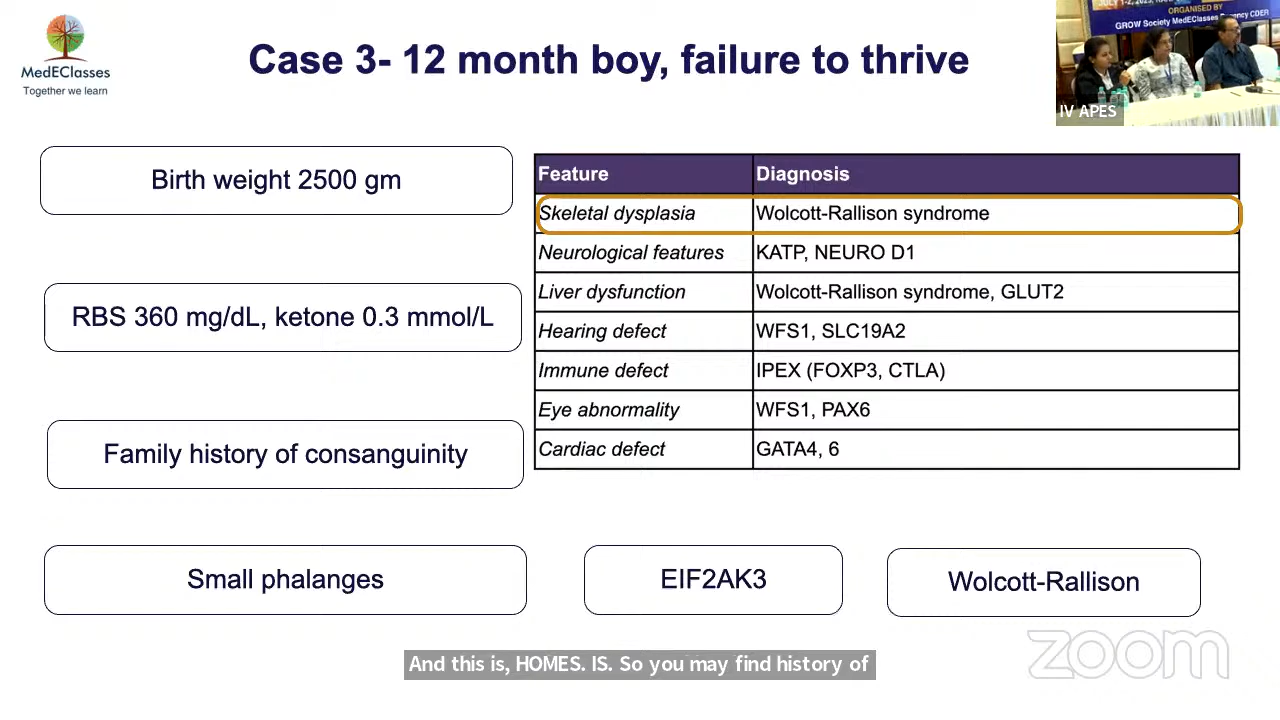 MedEClasses
Together we learn
Case 3- 12 month boy, failure to thrive
ORGANISED BY
GROW Society MedEClasses Regency CDER
IV APES
Birth weight 2500 gm
RBS 360 mg/dL, ketone 0.3 mmol/L
Family history of consanguinity
Small phalanges
Feature Diagnosis
Skeletal dysplasia Wolcott-Rallison syndrome
Neurological features KATP, NEURO D1
Liver dysfunction Wolcott-Rallison syndrome, GLUT2
Hearing defect WFS1, SLC19A2
Immune defect IPEX (FOXP3, CTLA)
Eye abnormality WFS1, PAX6
Cardiac defect GATA4, 6
EIF2AK3
Wolcott-Rallison
And this is, HOMES. IS. So you may find history of
zoom